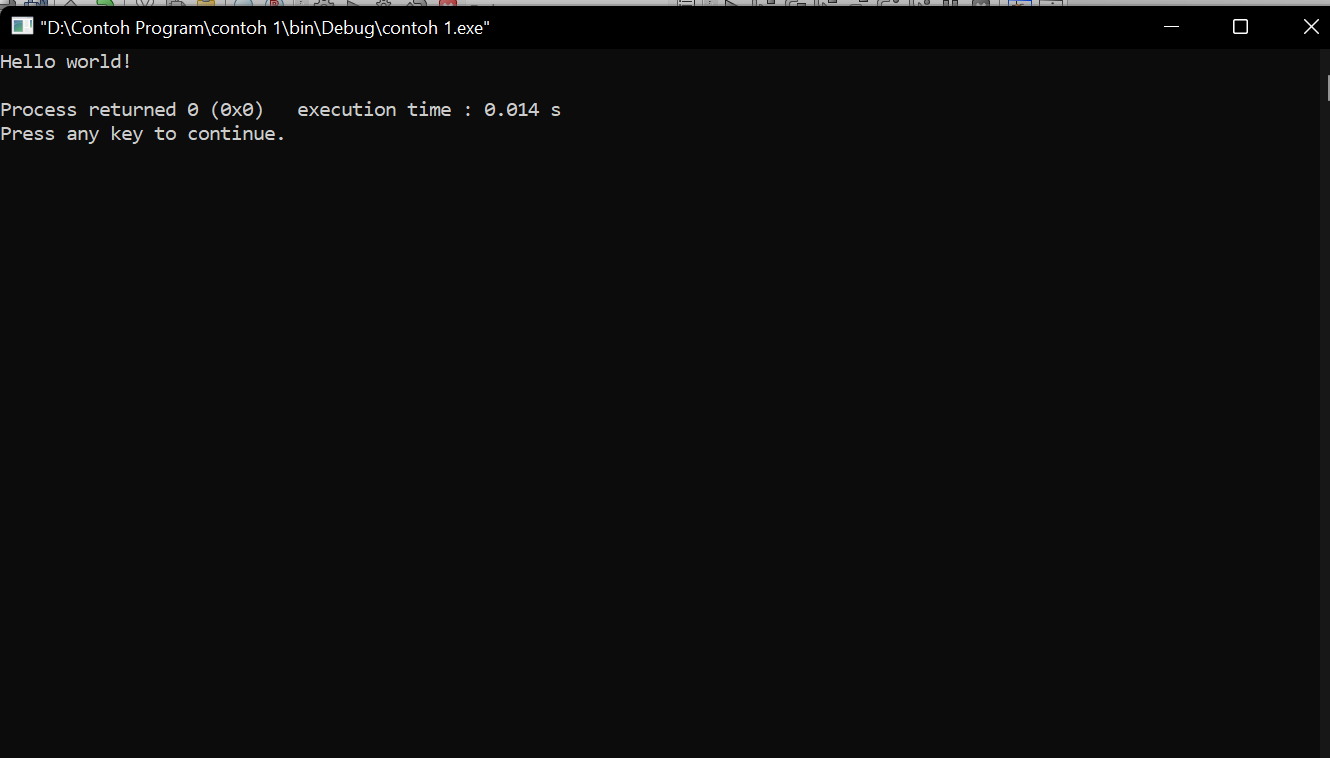 "D:\Contoh Program\contoh 1\bin\Debug\contoh 1.exe"
Hello world!
Process returned 0 (0x0)   execution time : 0.014 s
Press any key to continue.